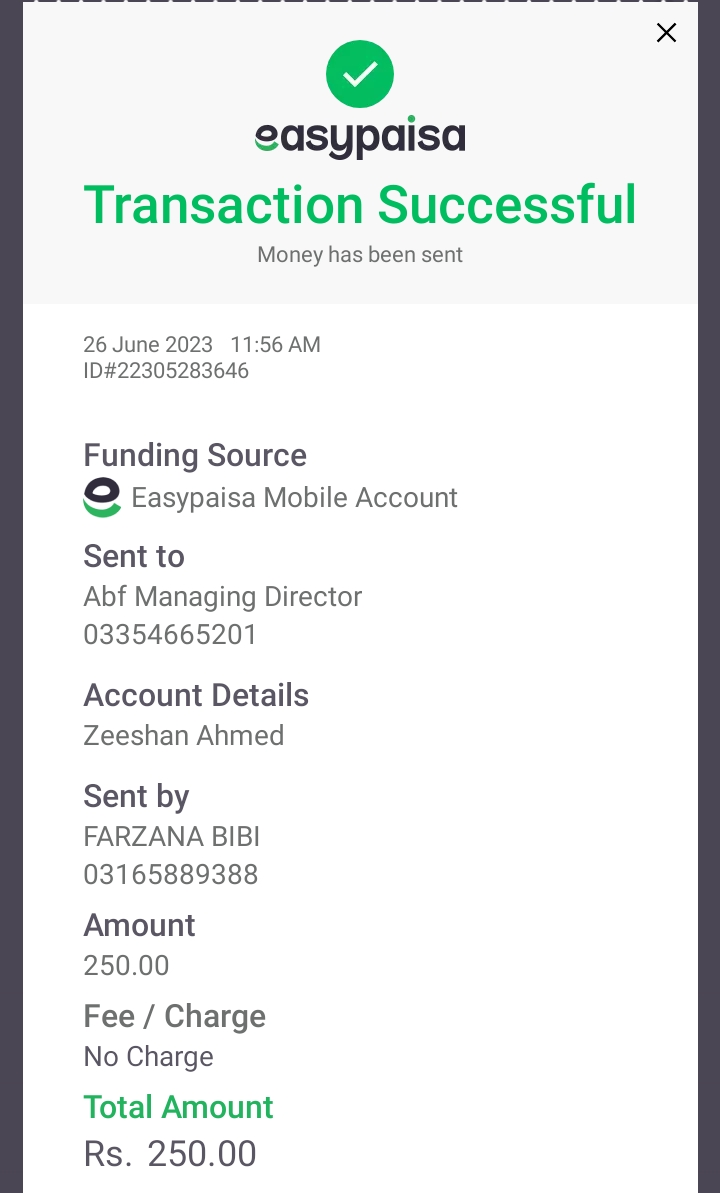 easypaisa
Transaction Successful
Money has been sent
26 June 2023 11:56 AM
ID#22305283646
Funding Source
Easypaisa Mobile Account
Sent to
Abf Managing Director
03354665201
Account Details
Zeeshan Ahmed
Sent by
FARZANA BIBI
03165889388
Amount
250.00
Fee / Charge
No Charge
Total Amount
Rs. 250.00